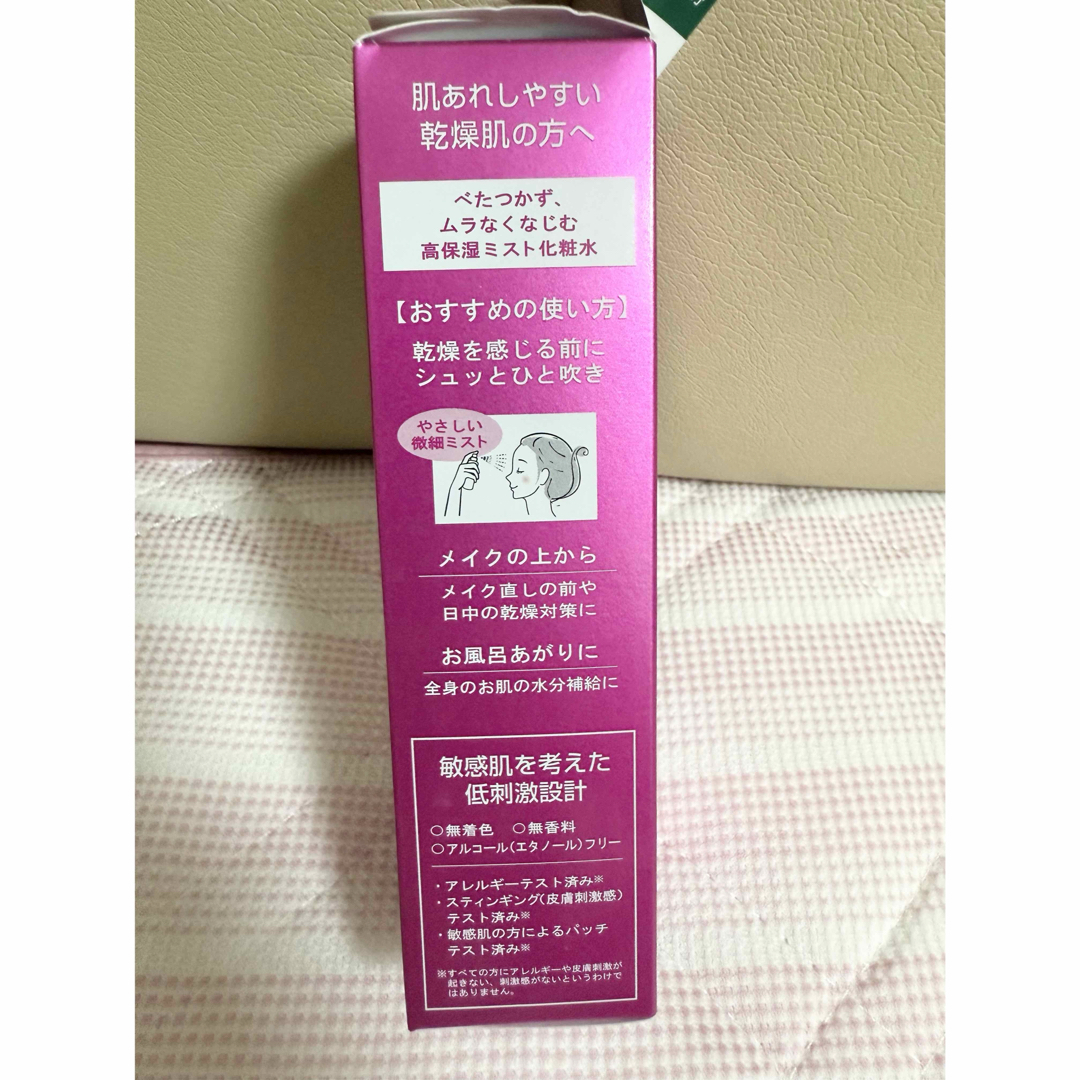 肌あれしやすい
乾燥肌の方へ
べたつかず、
ムラなくなじむ
高保湿ミスト化粧水
【おすすめの使い方】
乾燥を感じる前に
シュッとひと吹き
やさしい
微細ミスト
メイクの上から
メイク直しの前や
日中の乾燥対策に
お風呂あがりに
全身のお肌の水分補給に
敏感肌を考えた
低刺激設計
○無着色 ○無香料
○アルコール(エタノール)フリー
・アレルギーテスト済み※
・スティンギング(皮膚刺激感)
テスト済み※
・敏感肌の方によるパッチ
テスト済み※
※すべての方にアレルギーや皮膚刺激が
起きない、刺激感がないというわけで
はありません。